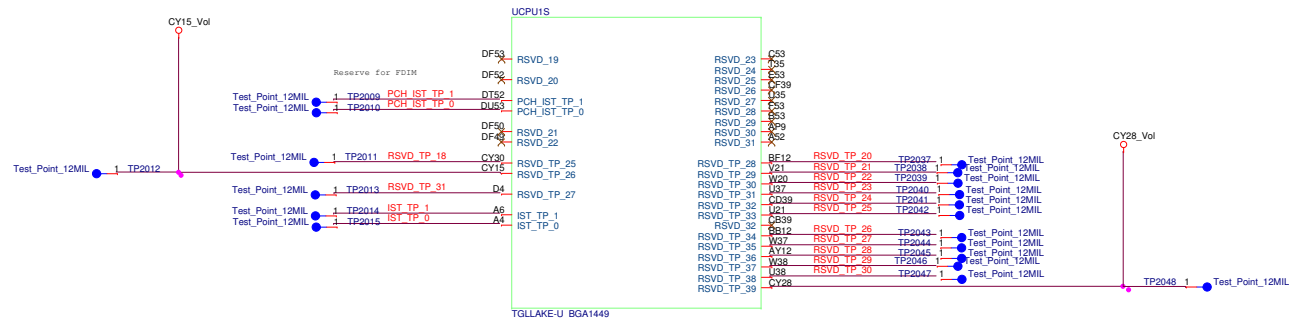 UCPU1S
CY15_Vol
Reserve for FDIM
DF53 RSVD_19
DF52 RSVD_20
Test_Point_12MIL 1 TP2009 PCH_IST_TP_1 DT52 PCH_IST_TP_1
Test_Point_12MIL 1 TP2010 PCH_IST_TP_0 DU53 PCH_IST_TP_0
DF50 RSVD_21
DF49 RSVD_22
Test_Point_12MIL 1 TP2011 RSVD_TP_18 CY30 RSVD_TP_25
Test_Point_12MIL 1 TP2012 CY15 RSVD_TP_26
Test_Point_12MIL 1 TP2013 RSVD_TP_31 D4 RSVD_TP_27
Test_Point_12MIL 1 TP2014 IST_TP_1 A6 IST_TP_1
Test_Point_12MIL 1 TP2015 IST_TP_0 A4 IST_TP_0
RSVD_23 C53
RSVD_24 T35
RSVD_25 E53
RSVD_26 CF39
RSVD_27 U35
RSVD_28 F53
RSVD_29 B53
RSVD_30 AP9
RSVD_31 A52
CY28_Vol
RSVD_TP_28 BF12 RSVD_TP_20 TP2037 1 Test_Point_12MIL
RSVD_TP_29 V21 RSVD_TP_21 TP2038 1 Test_Point_12MIL
RSVD_TP_30 W20 RSVD_TP_22 TP2039 1 Test_Point_12MIL
RSVD_TP_31 U37 RSVD_TP_23 TP2040 1 Test_Point_12MIL
RSVD_TP_32 CD39 RSVD_TP_24 TP2041 1 Test_Point_12MIL
RSVD_TP_33 U21 RSVD_TP_25 TP2042 1 Test_Point_12MIL
RSVD_32 CB39
RSVD_TP_34 BB12 RSVD_TP_26 TP2043 1 Test_Point_12MIL
RSVD_TP_35 W37 RSVD_TP_27 TP2044 1 Test_Point_12MIL
RSVD_TP_36 AY12 RSVD_TP_28 TP2045 1 Test_Point_12MIL
RSVD_TP_37 W38 RSVD_TP_29 TP2046 1 Test_Point_12MIL
RSVD_TP_38 U38 RSVD_TP_30 TP2047 1 Test_Point_12MIL
RSVD_TP_39 CY28 TP2048 1 Test_Point_12MIL
TGLLAKE-U_BGA1449